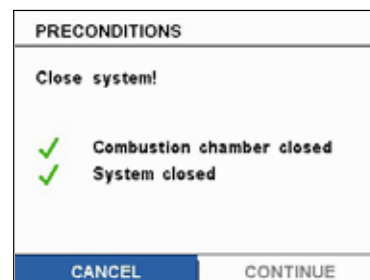 PRECONDITIONS
Close system!
Combustion chamber closed
System closed
CANCEL CONTINUE